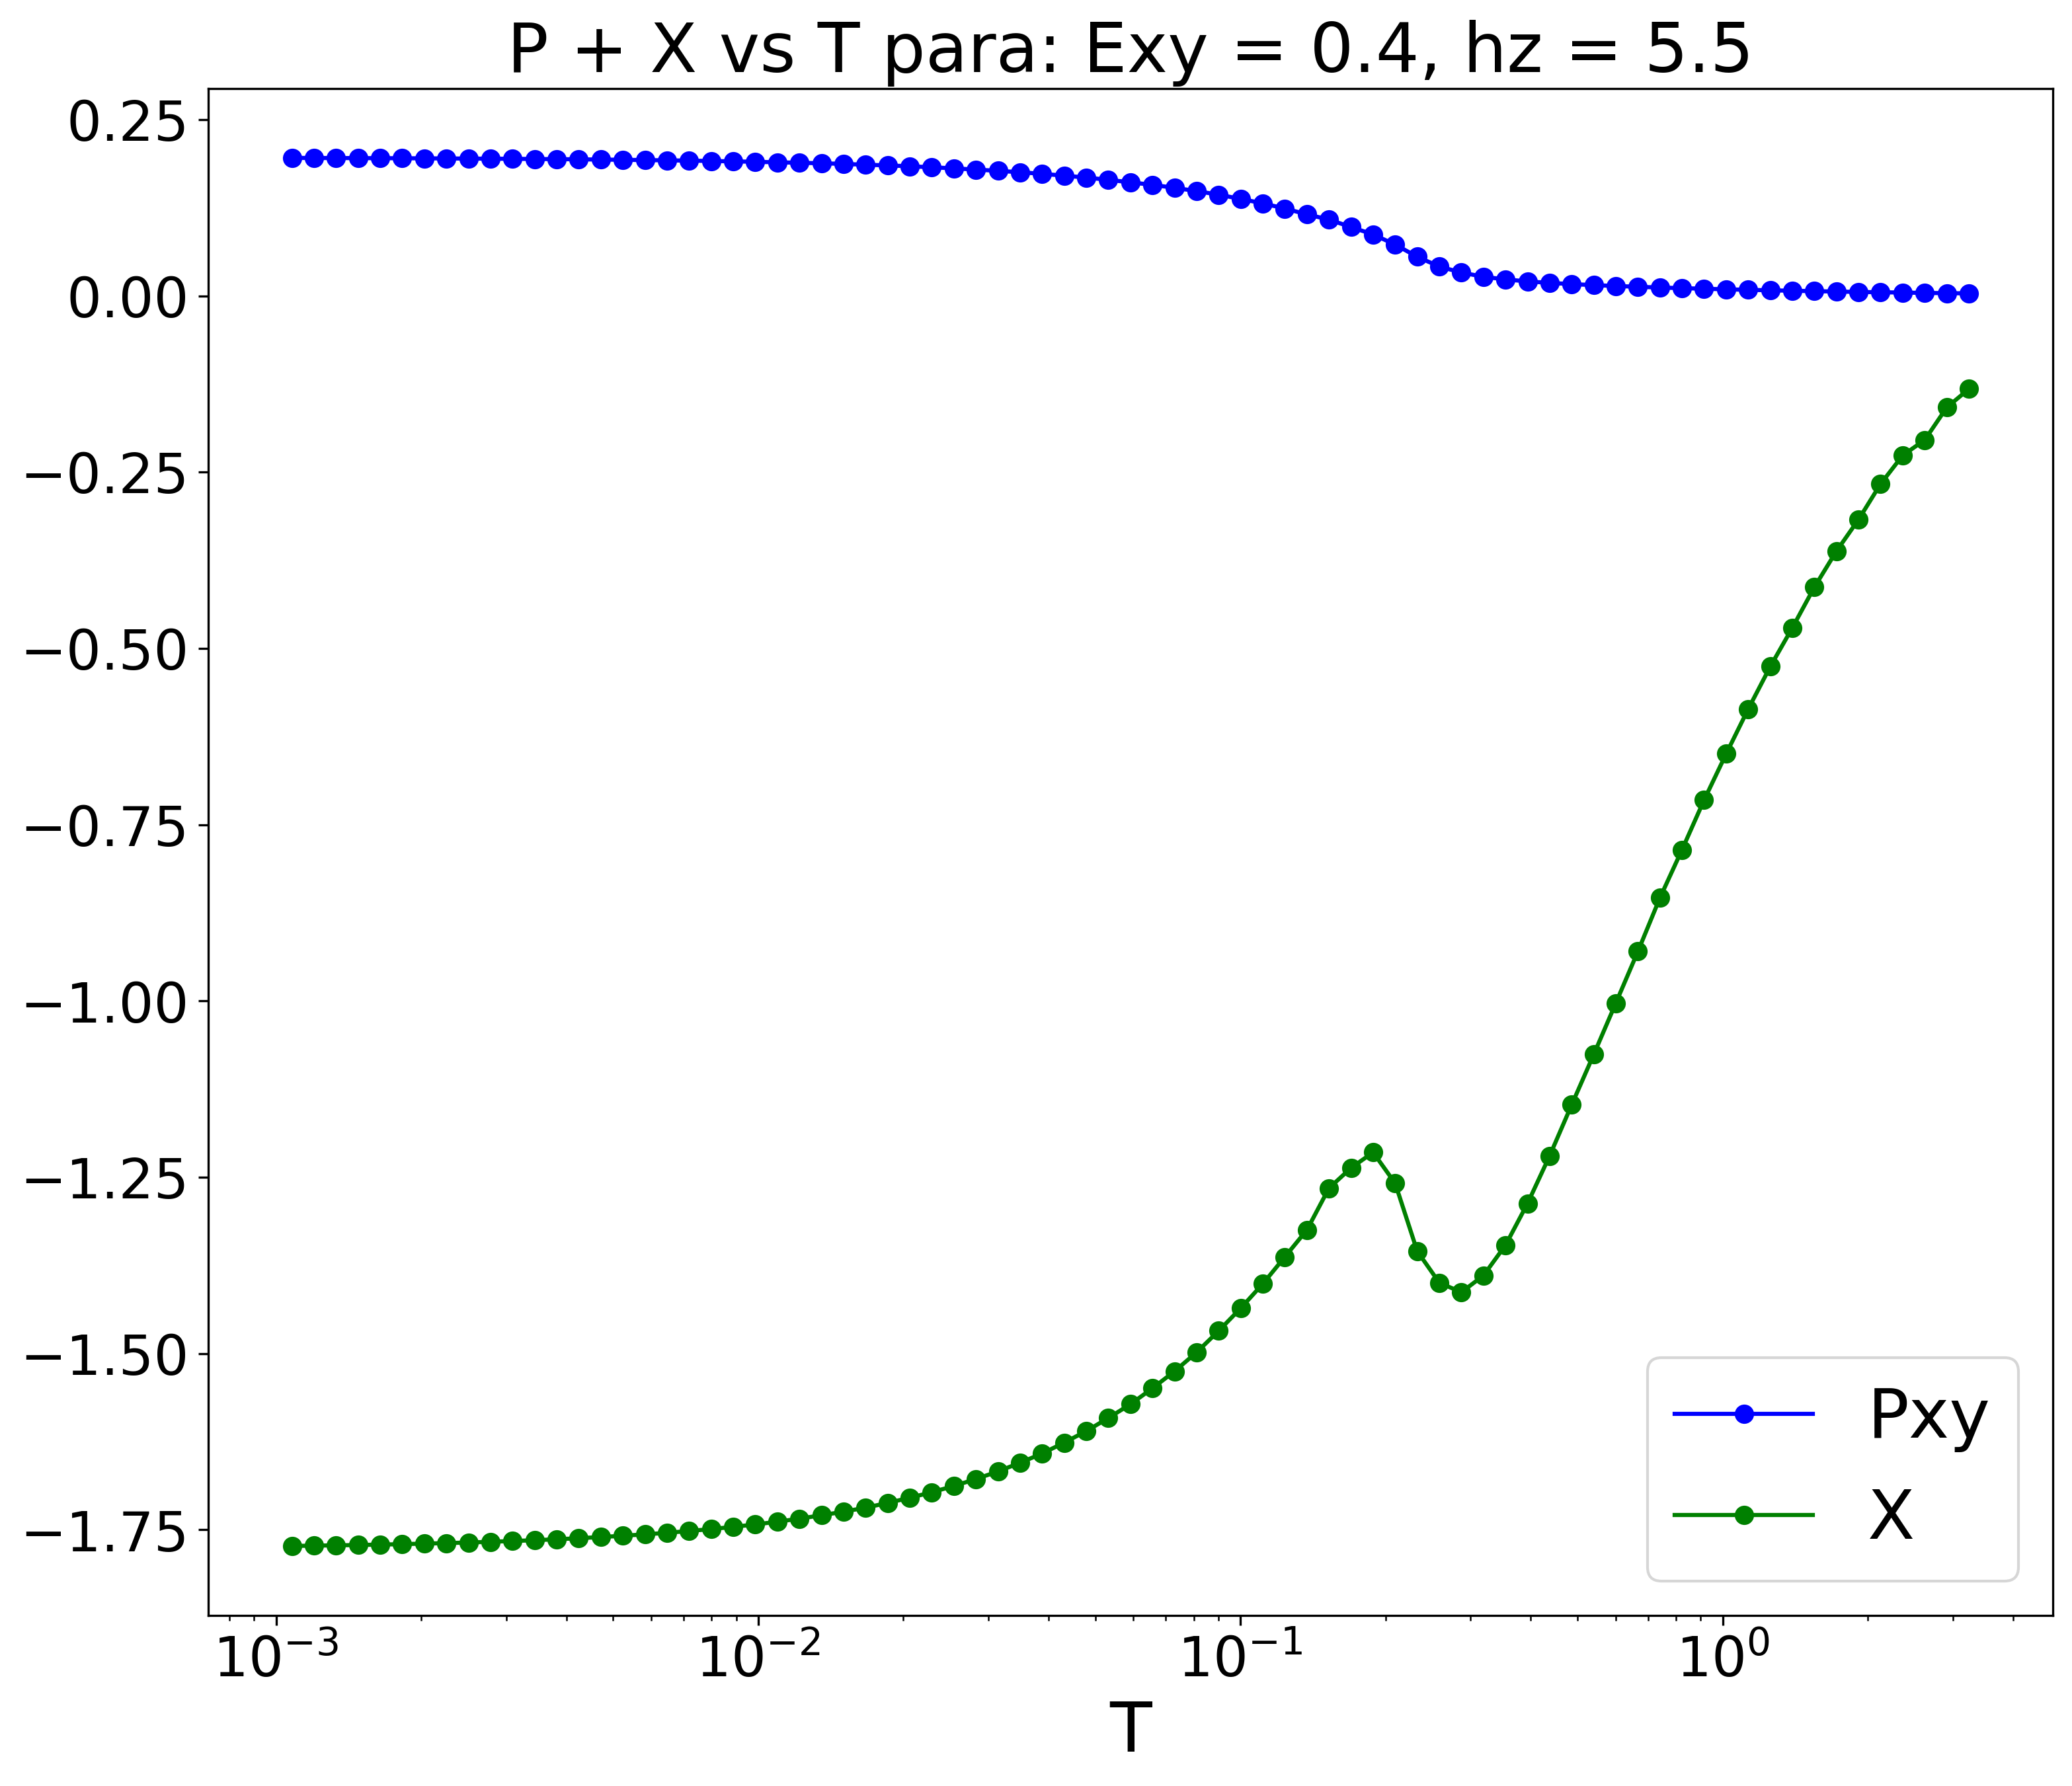 P + X vs T para: Exy = 0.4, hz = 5.5
0.25
0.00
−0.25
−0.50
−0.75
−1.00
−1.25
−1.50
−1.75
Pxy
X
10⁻³ 10⁻² 10⁻¹ 10⁰
T